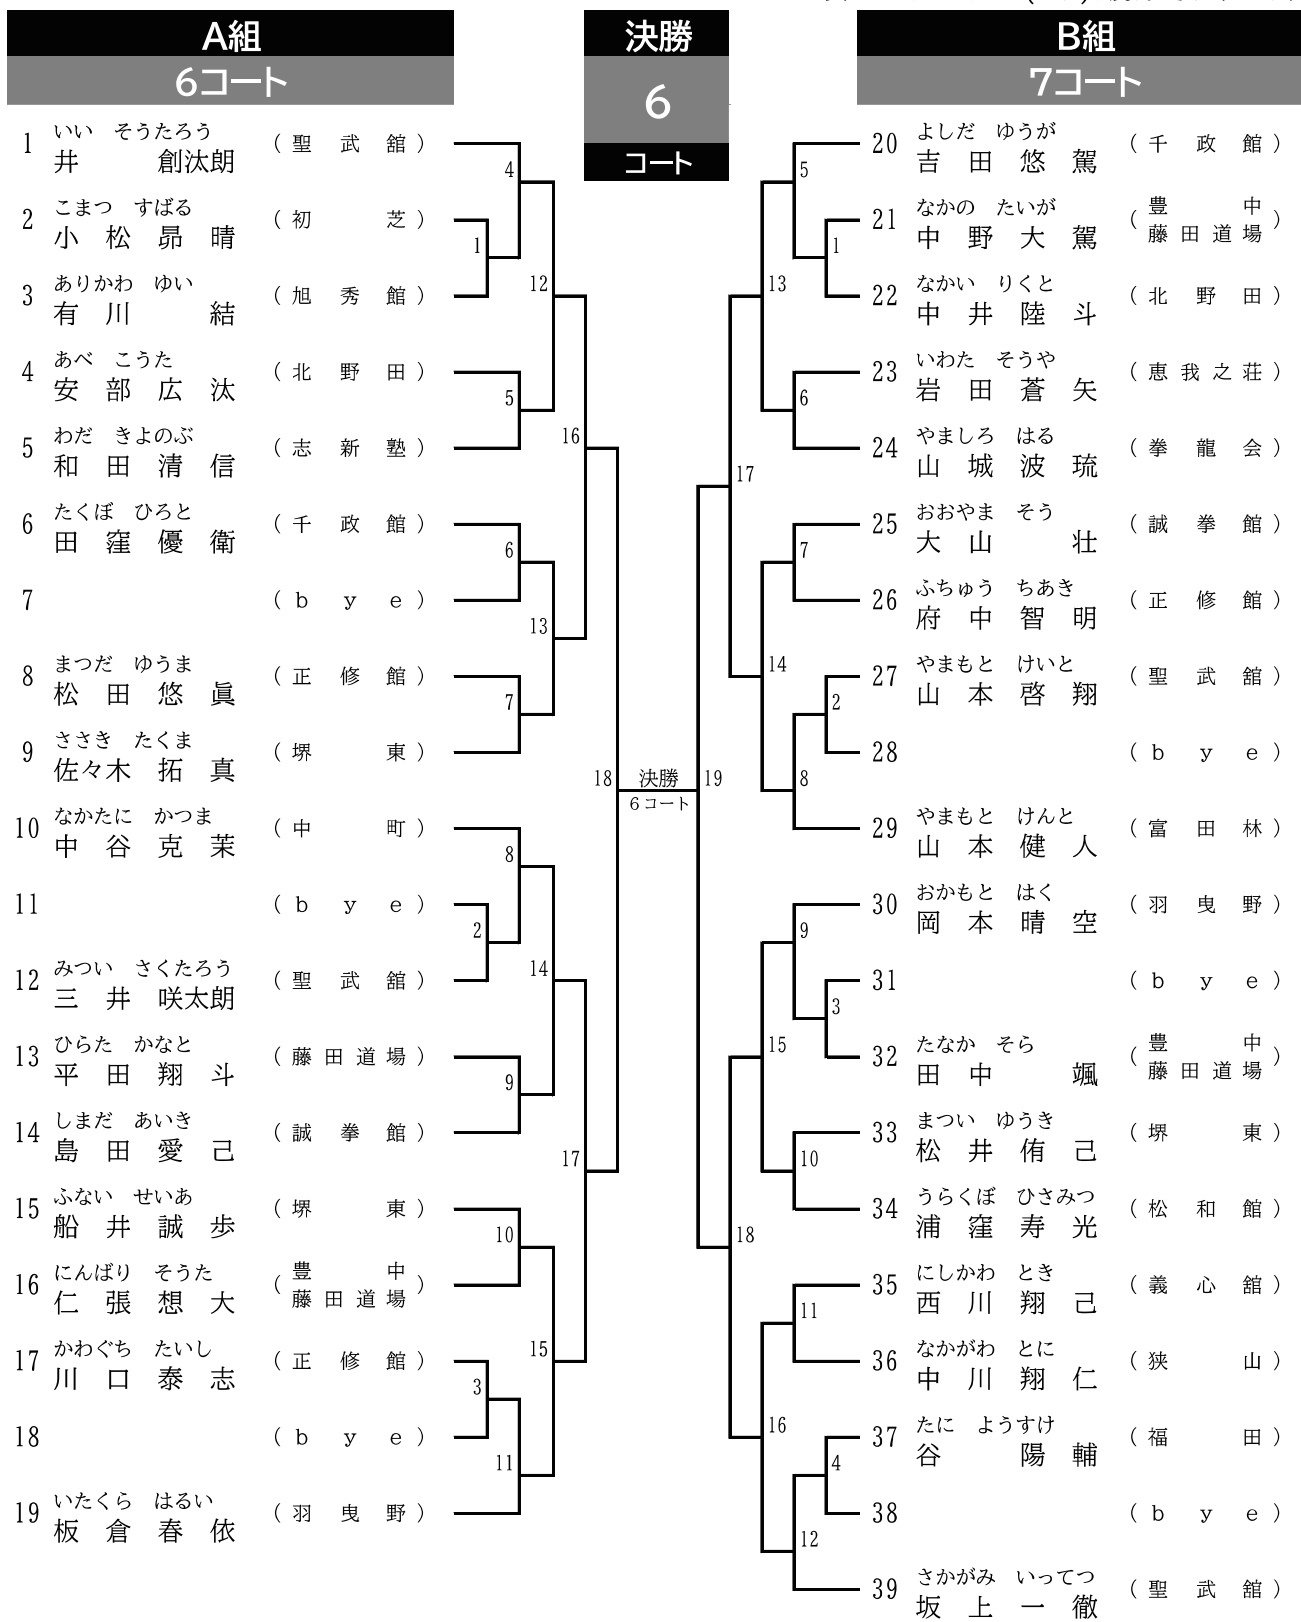 A組
6コート
決勝
6
コート
B組
7コート
1 いい そうたろう
井 創汰朗 (聖武舘)
2 こまつ すばる
小松昴晴 (初芝)
3 ありかわ ゆい
有川結 (旭秀館)
4 あべ こうた
安部広汰 (北野田)
5 わだ きよのぶ
和田清信 (志新塾)
6 たくぼ ひろと
田窪優衛 (千政館)
7 (bye)
8 まつだ ゆうま
松田悠眞 (正修館)
9 ささき たくま
佐々木拓真 (堺東)
10 なかたに かつま
中谷克茉 (中町)
11 (bye)
12 みつい さくたろう
三井咲太朗 (聖武舘)
13 ひらた かなと
平田翔斗 (藤田道場)
14 しまだ あいき
島田愛己 (誠拳館)
15 ふない せいあ
船井誠歩 (堺東)
16 にんばり そうた
仁張想大 (豊中
藤田道場)
17 かわぐち たいし
川口泰志 (正修館)
18 (bye)
19 いたくら はるい
板倉春依 (羽曳野)
4
1
12
5
16
6
13
7
18
8
2
14
9
17
10
15
3
11
決勝
6コート
19
5
1
13
6
17
7
14
2
8
9
3
15
10
18
11
16
4
12
20 よしだ ゆうが
吉田悠駕 (千政館)
21 なかの たいが
中野大駕 (豊中
藤田道場)
22 なかい りくと
中井陸斗 (北野田)
23 いわた そうや
岩田蒼矢 (恵我之荘)
24 やましろ はる
山城波琉 (拳龍会)
25 おおやま そう
大山壮 (誠拳館)
26 ふちゅう ちあき
府中智明 (正修館)
27 やまもと けいと
山本啓翔 (聖武舘)
28 (bye)
29 やまもと けんと
山本健人 (富田林)
30 おかもと はく
岡本晴空 (羽曳野)
31 (bye)
32 たなか そら
田中颯 (豊中
藤田道場)
33 まつい ゆうき
松井侑己 (堺東)
34 うらくぼ ひさみつ
浦窪寿光 (松和館)
35 にしかわ とき
西川翔己 (義心舘)
36 なかがわ とに
中川翔仁 (狭山)
37 たに ようすけ
谷陽輔 (福田)
38 (bye)
39 さかがみ いってつ
坂上一徹 (聖武舘)